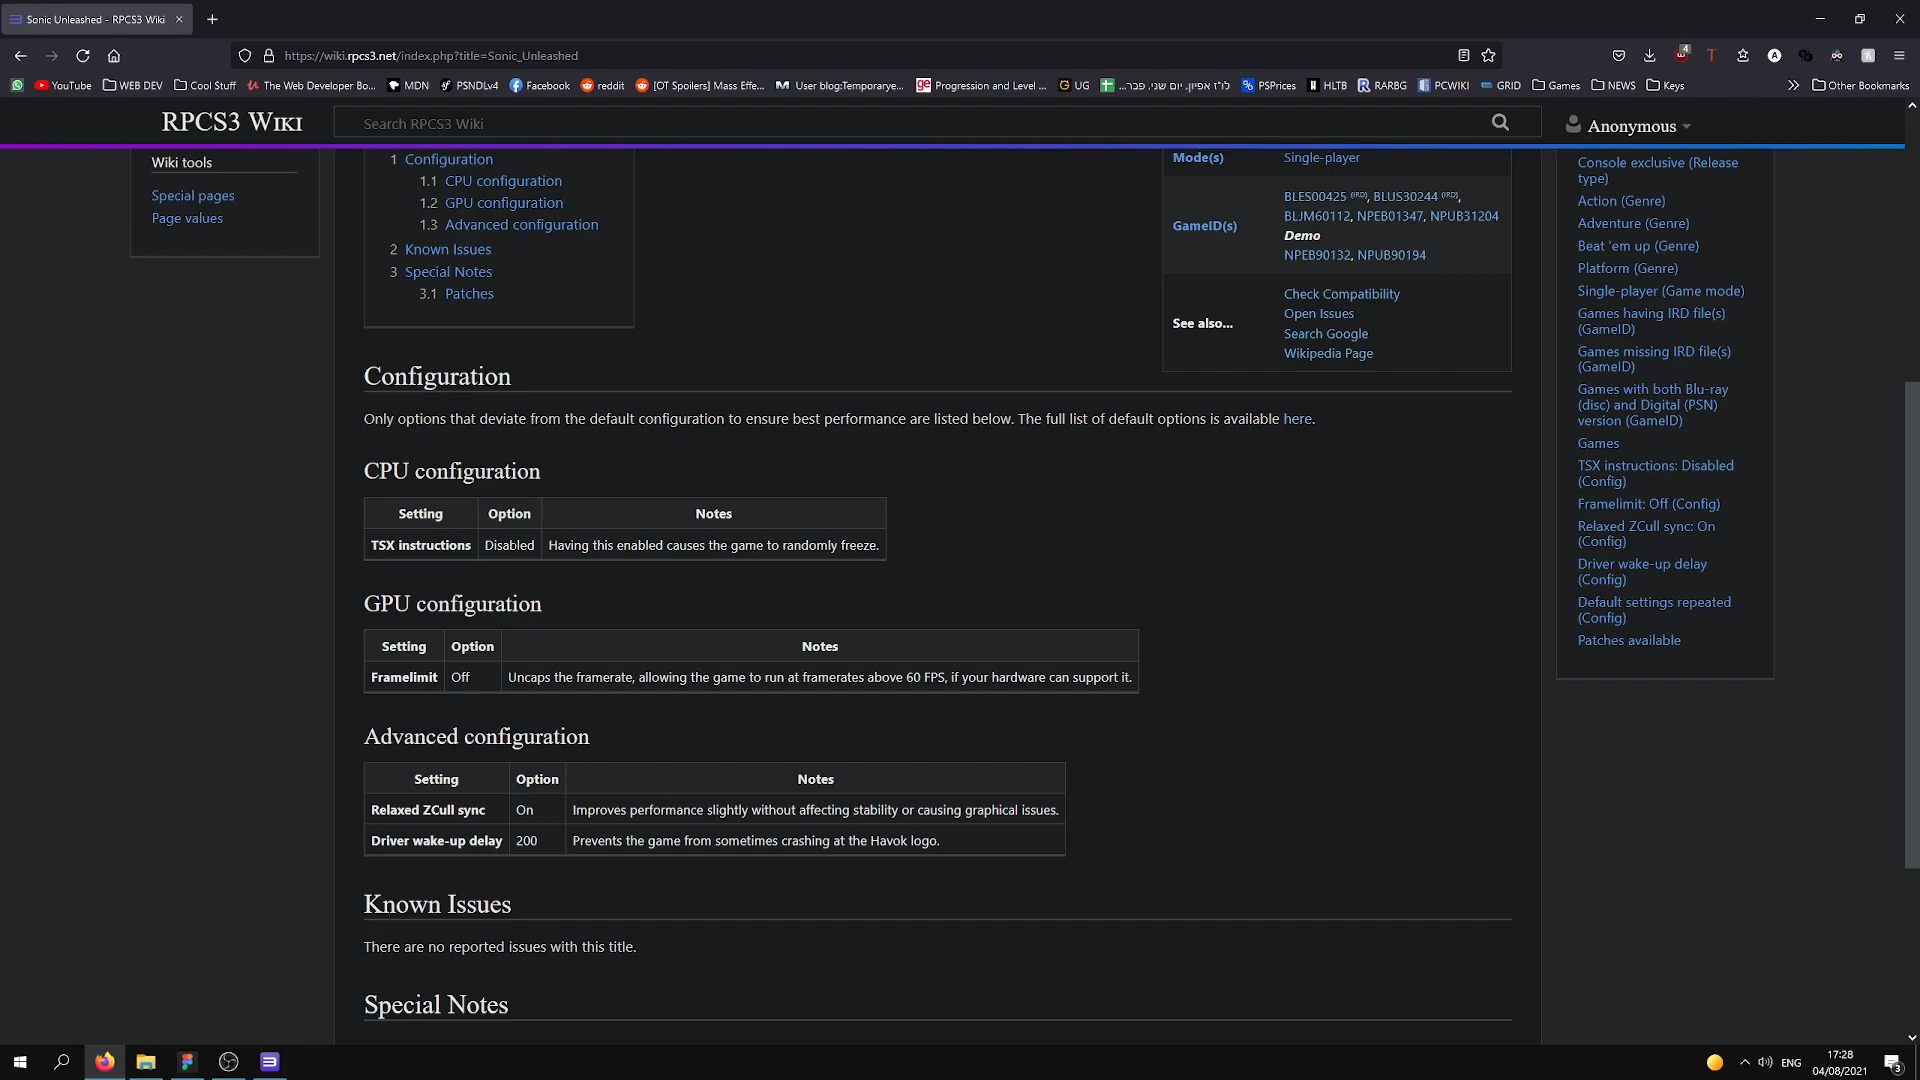 Sonic Unleashed - RPCS3 Wiki
https://wiki.rpcs3.net/index.php?title=Sonic_Unleashed
4
YouTube WEB DEV Cool Stuff The Web Developer Bo... MDN PSNDLv4 Facebook reddit [OT Spoilers] Mass Effe... User blog:Temporarye... Progression and Level ... UG לו"ז אפיון, יום שני, פבר... PSPrices HLTB RARBG PCWIKI GRID Games NEWS Keys Other Bookmarks
RPCS3 Wiki
Search RPCS3 Wiki
Anonymous
Wiki tools
Special pages
Page values
1 Configuration
1.1 CPU configuration
1.2 GPU configuration
1.3 Advanced configuration
2 Known Issues
3 Special Notes
3.1 Patches
Mode(s) Single-player
GameID(s)
BLES00425 (IRD), BLUS30244 (IRD),
BLJM60112, NPEB01347, NPUB31204
Demo
NPEB90132, NPUB90194
See also...
Check Compatibility
Open Issues
Search Google
Wikipedia Page
Configuration
Only options that deviate from the default configuration to ensure best performance are listed below. The full list of default options is available here.
CPU configuration
Setting Option Notes
TSX instructions Disabled Having this enabled causes the game to randomly freeze.
GPU configuration
Setting Option Notes
Framelimit Off Uncaps the framerate, allowing the game to run at framerates above 60 FPS, if your hardware can support it.
Advanced configuration
Setting Option Notes
Relaxed ZCull sync On Improves performance slightly without affecting stability or causing graphical issues.
Driver wake-up delay 200 Prevents the game from sometimes crashing at the Havok logo.
Known Issues
There are no reported issues with this title.
Special Notes
Console exclusive (Release
type)
Action (Genre)
Adventure (Genre)
Beat 'em up (Genre)
Platform (Genre)
Single-player (Game mode)
Games having IRD file(s)
(GameID)
Games missing IRD file(s)
(GameID)
Games with both Blu-ray
(disc) and Digital (PSN)
version (GameID)
Games
TSX instructions: Disabled
(Config)
Framelimit: Off (Config)
Relaxed ZCull sync: On
(Config)
Driver wake-up delay
(Config)
Default settings repeated
(Config)
Patches available
ENG
17:28
04/08/2021
3